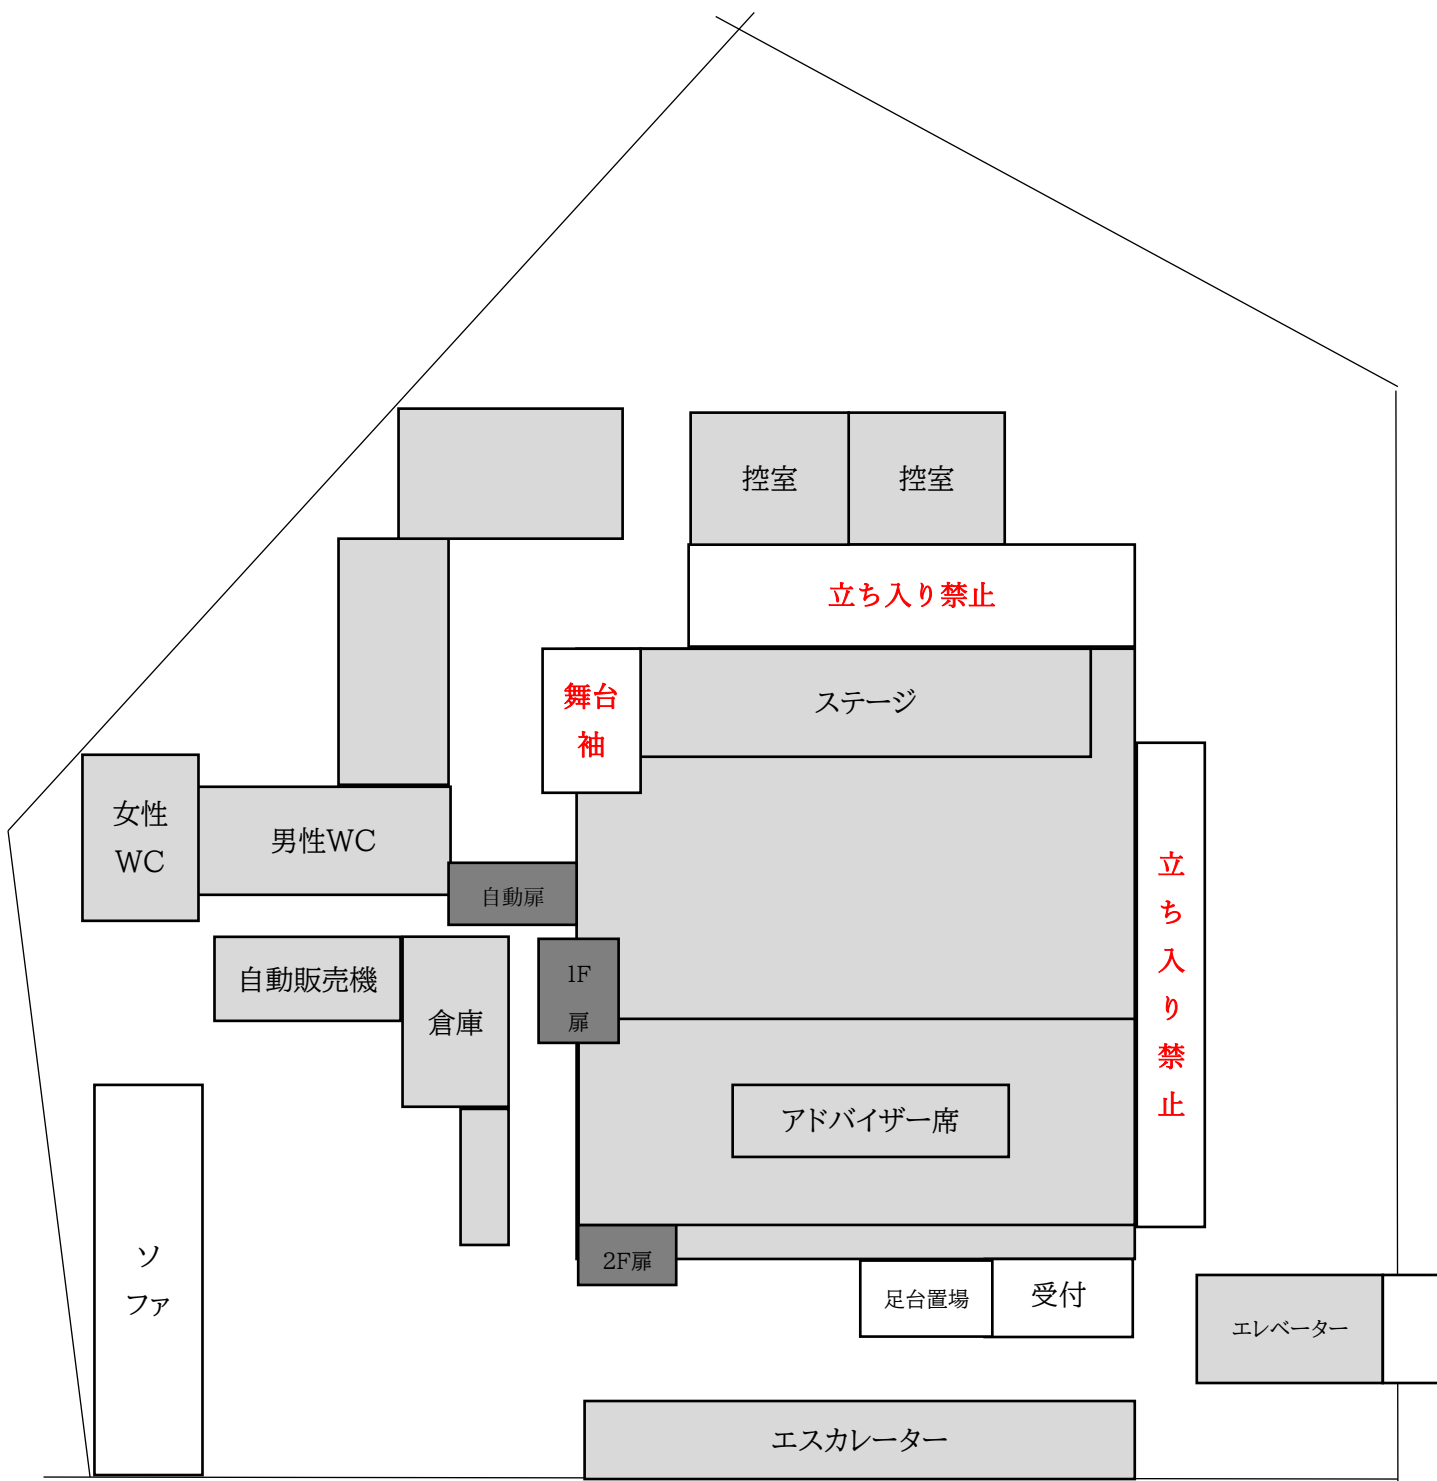 控室
控室
立ち入り禁止
舞台
袖
ステージ
女性
WC
男性WC
自動扉
立
ち
入
り
禁
止
自動販売機
倉庫
1F
扉
アドバイザー席
ソ
ファ
2F扉
足台置場
受付
エレベーター
エスカレーター